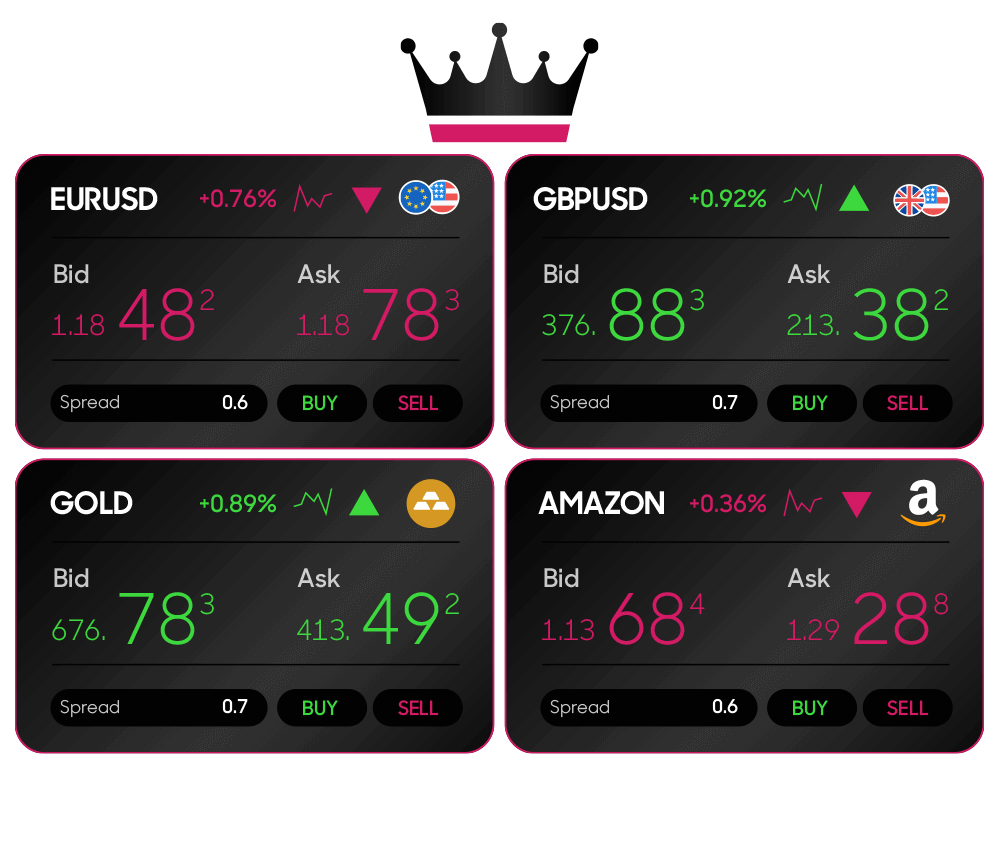 EURUSD +0.76%
Bid Ask
1.18 48 2 1.18 78 3
Spread 0.6 BUY SELL
GBPUSD +0.92%
Bid Ask
376. 88 3 213. 38 2
Spread 0.7 BUY SELL
GOLD +0.89%
Bid Ask
676. 78 3 413. 49 2
Spread 0.7 BUY SELL
AMAZON +0.36% a
Bid Ask
1.13 68 4 1.29 28 8
Spread 0.6 BUY SELL